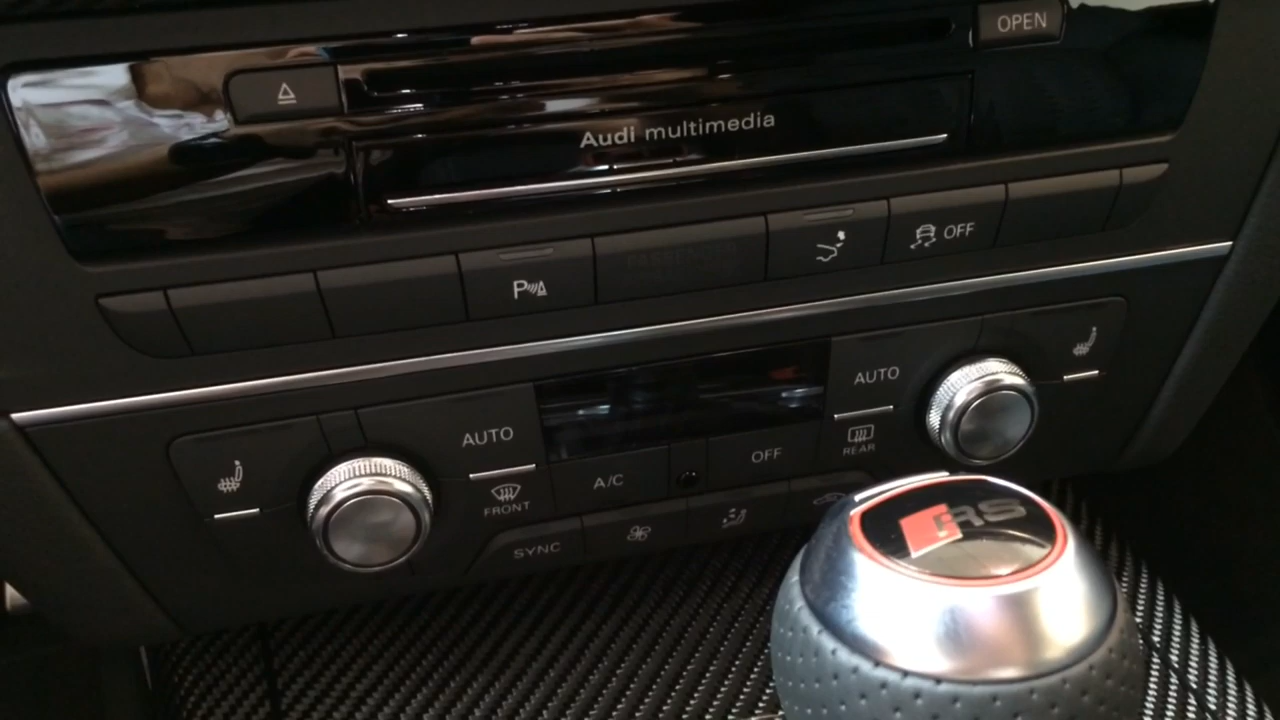 OPEN
Audi multimedia
P
OFF
AUTO
AUTO
REAR
A/C
OFF
FRONT
SYNC
RS